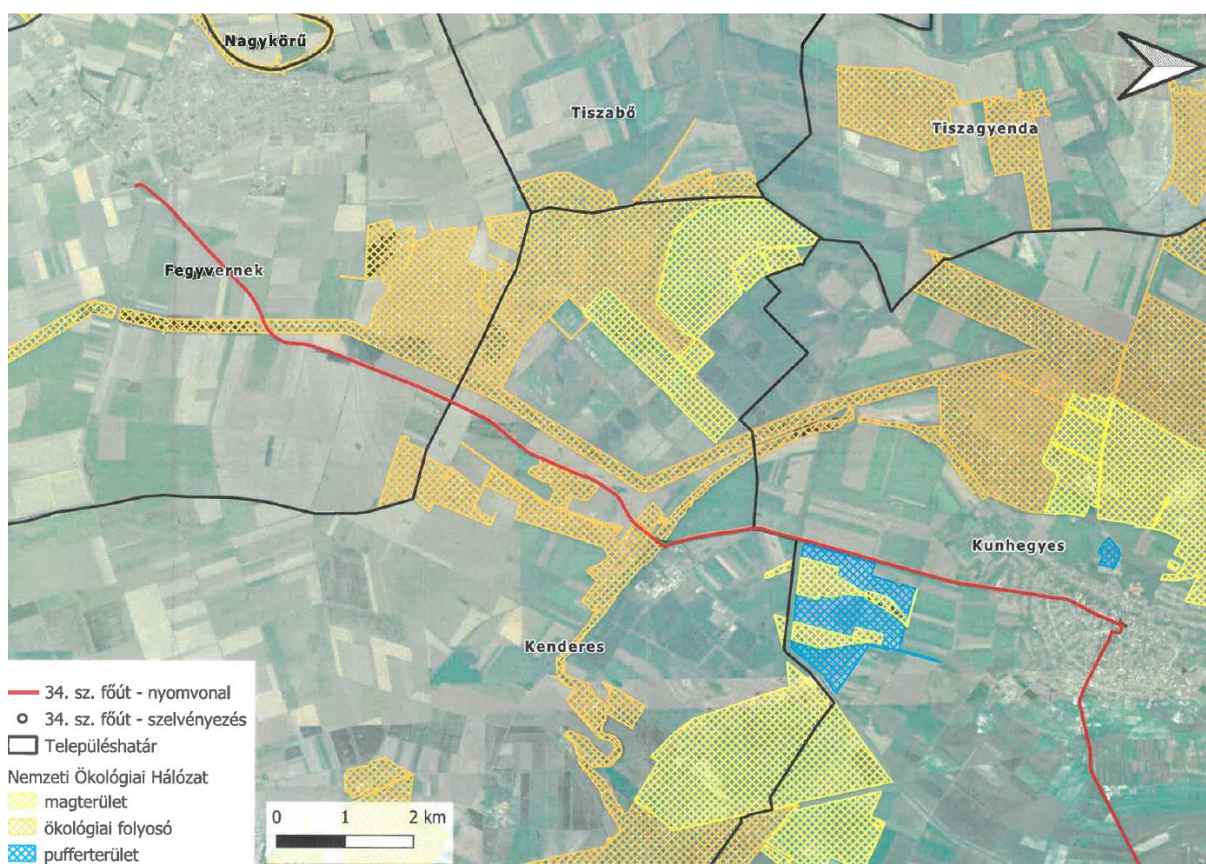 Nagykörű
Tiszabő
Tiszagyenda
Fegyvernek
Kunhegyes
Kenderes
34. sz. főút - nyomvonal
34. sz. főút - szelvényezés
Településhatár
Nemzeti Ökológiai Hálózat
magterület
ökológiai folyosó
pufferterület
0 1 2 km